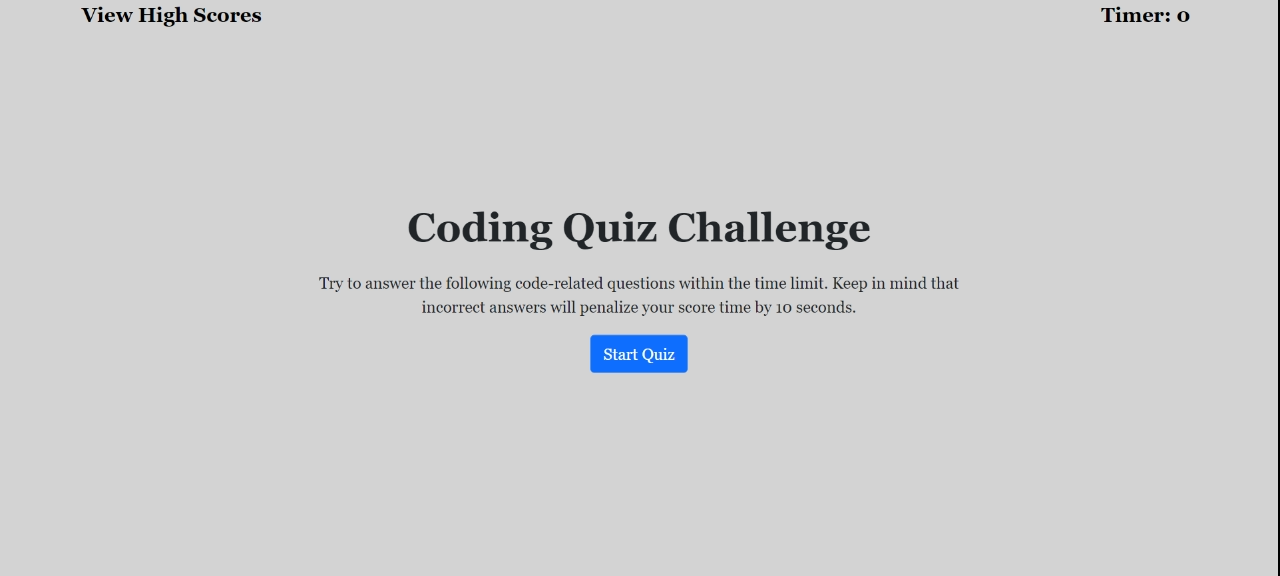 View High Scores
Timer: 0
Coding Quiz Challenge
Try to answer the following code-related questions within the time limit. Keep in mind that
incorrect answers will penalize your score time by 10 seconds.
Start Quiz